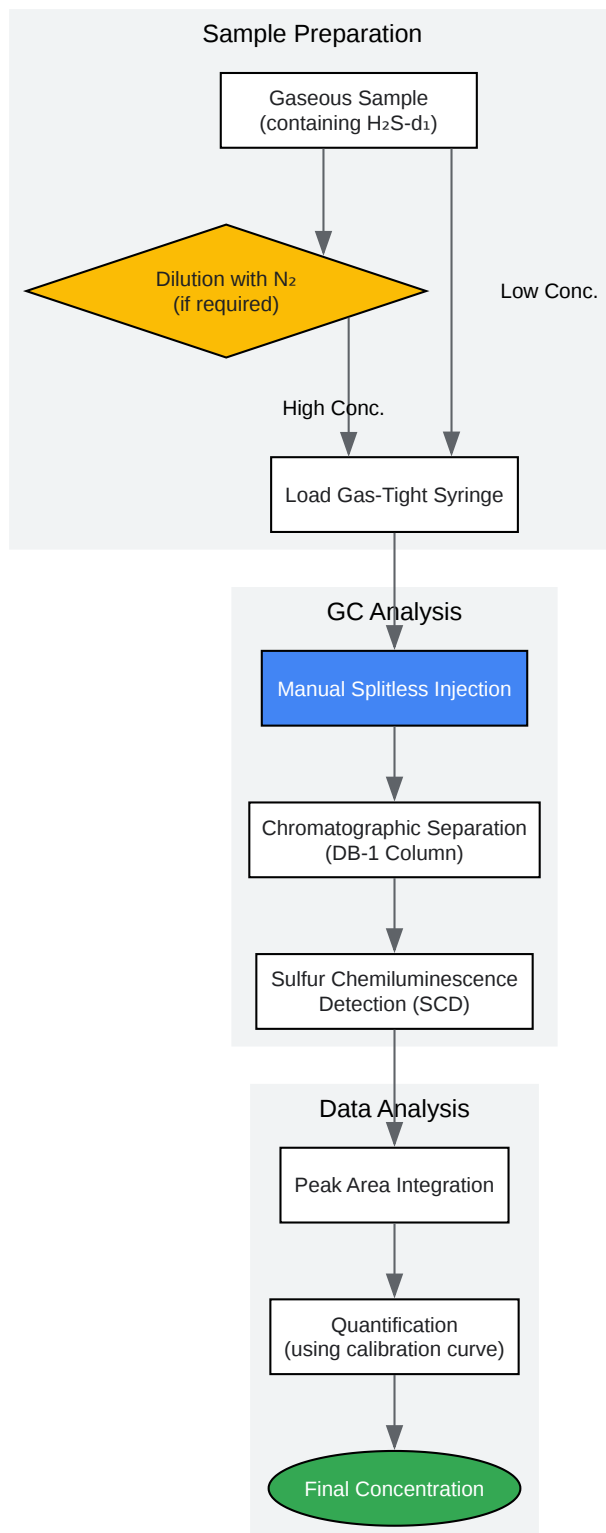 Sample Preparation
Gaseous Sample
(containing H₂S-d₁)
Dilution with N₂
(if required)
Low Conc.
High Conc.
Load Gas-Tight Syringe
GC Analysis
Manual Splitless Injection
Chromatographic Separation
(DB-1 Column)
Sulfur Chemiluminescence
Detection (SCD)
Data Analysis
Peak Area Integration
Quantification
(using calibration curve)
Final Concentration